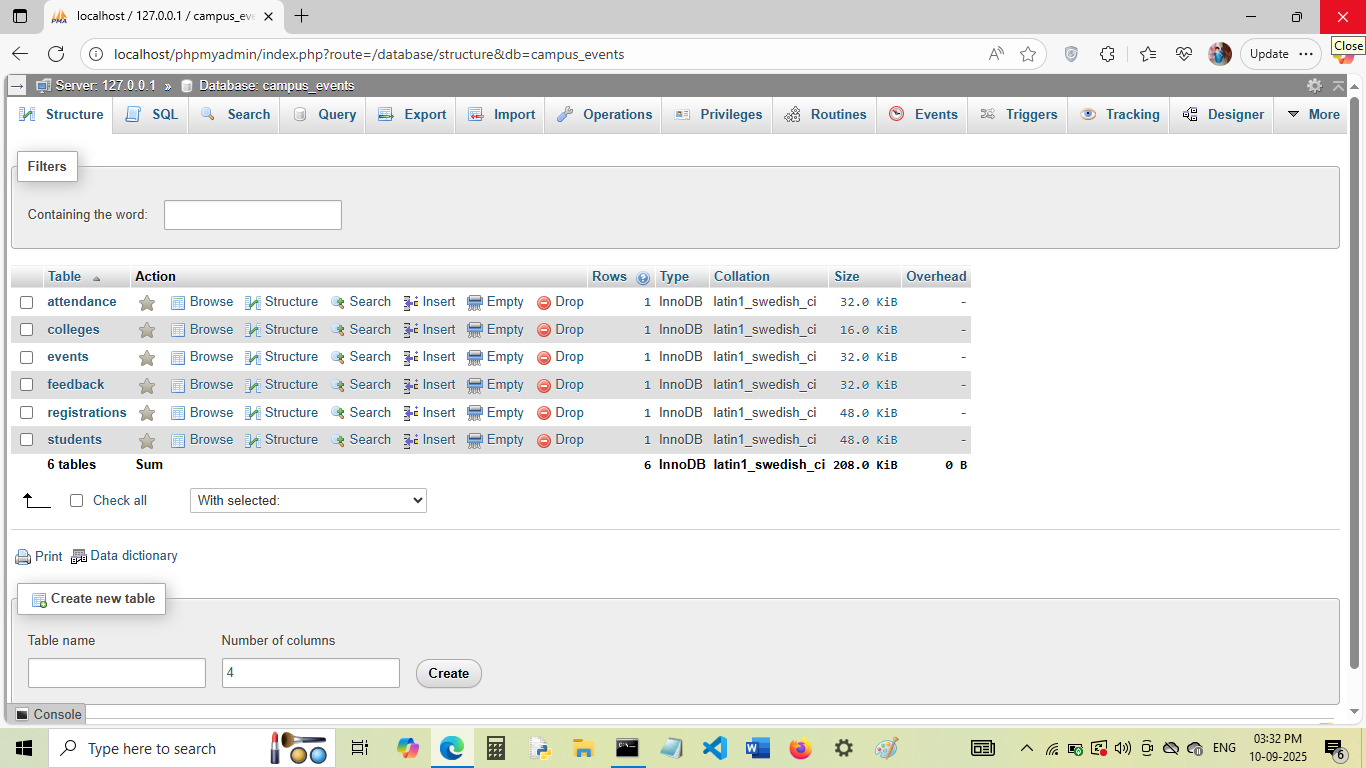 localhost / 127.0.0.1 / campus_eve
localhost/phpmyadmin/index.php?route=/database/structure&db=campus_events
Update
Close
Server: 127.0.0.1 » Database: campus_events
Structure SQL Search Query Export Import Operations Privileges Routines Events Triggers Tracking Designer More
Filters
Containing the word:
Table Action Rows Type Collation Size Overhead
attendance Browse Structure Search Insert Empty Drop 1 InnoDB latin1_swedish_ci 32.0 KiB -
colleges Browse Structure Search Insert Empty Drop 1 InnoDB latin1_swedish_ci 16.0 KiB -
events Browse Structure Search Insert Empty Drop 1 InnoDB latin1_swedish_ci 32.0 KiB -
feedback Browse Structure Search Insert Empty Drop 1 InnoDB latin1_swedish_ci 32.0 KiB -
registrations Browse Structure Search Insert Empty Drop 1 InnoDB latin1_swedish_ci 48.0 KiB -
students Browse Structure Search Insert Empty Drop 1 InnoDB latin1_swedish_ci 48.0 KiB -
6 tables Sum 6 InnoDB latin1_swedish_ci 208.0 KiB 0 B
Check all With selected:
Print Data dictionary
Create new table
Table name Number of columns
4 Create
Console
Type here to search
ENG
03:32 PM
10-09-2025
6